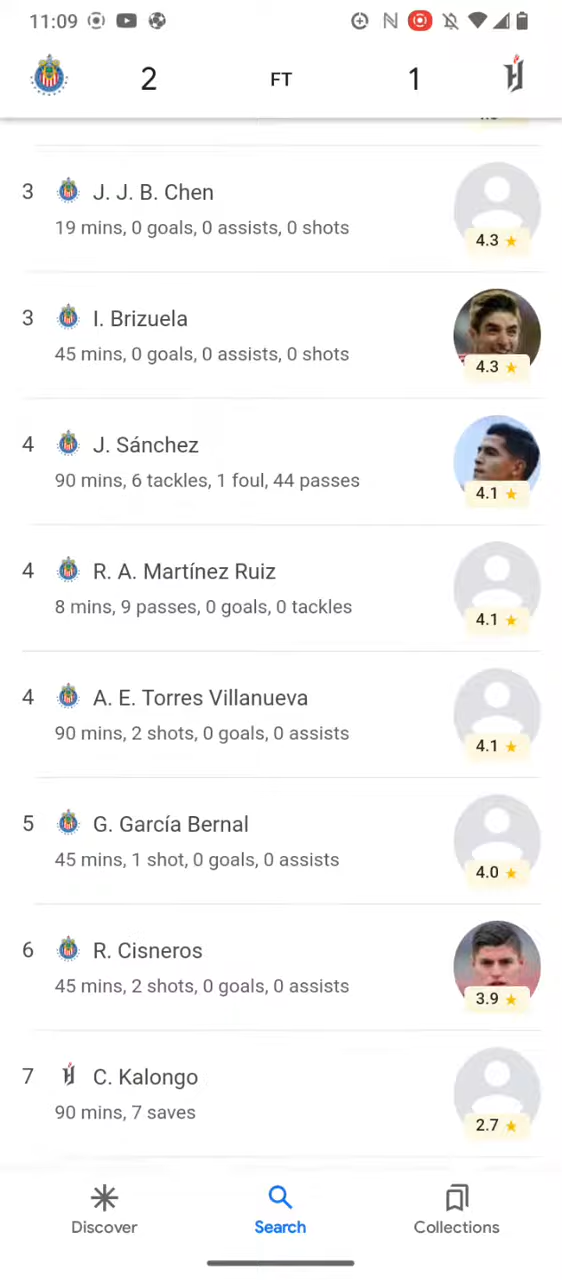 11:09
2 FT 1
3 J. J. B. Chen
19 mins, 0 goals, 0 assists, 0 shots
4.3 ★
3 I. Brizuela
45 mins, 0 goals, 0 assists, 0 shots
4.3 ★
4 J. Sánchez
90 mins, 6 tackles, 1 foul, 44 passes
4.1 ★
4 R. A. Martínez Ruiz
8 mins, 9 passes, 0 goals, 0 tackles
4.1 ★
4 A. E. Torres Villanueva
90 mins, 2 shots, 0 goals, 0 assists
4.1 ★
5 G. García Bernal
45 mins, 1 shot, 0 goals, 0 assists
4.0 ★
6 R. Cisneros
45 mins, 2 shots, 0 goals, 0 assists
3.9 ★
7 C. Kalongo
90 mins, 7 saves
2.7 ★
Discover Search Collections